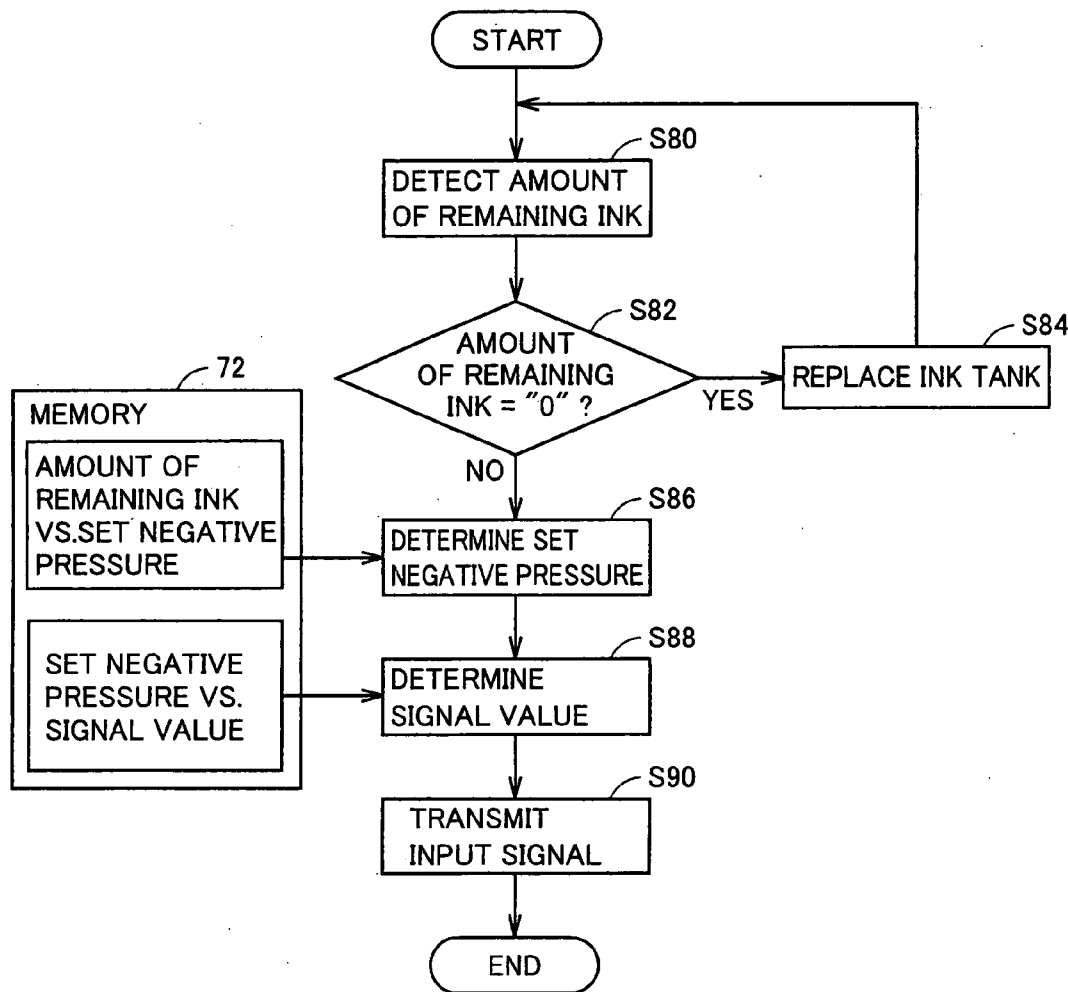 START
S80
DETECT AMOUNT
OF REMAINING INK
S82
AMOUNT
OF REMAINING
INK = "0" ?
YES
NO
S84
REPLACE INK TANK
72
MEMORY
AMOUNT OF
REMAINING INK
VS.SET NEGATIVE
PRESSURE
S86
DETERMINE SET
NEGATIVE PRESSURE
SET NEGATIVE
PRESSURE VS.
SIGNAL VALUE
S88
DETERMINE
SIGNAL VALUE
S90
TRANSMIT
INPUT SIGNAL
END